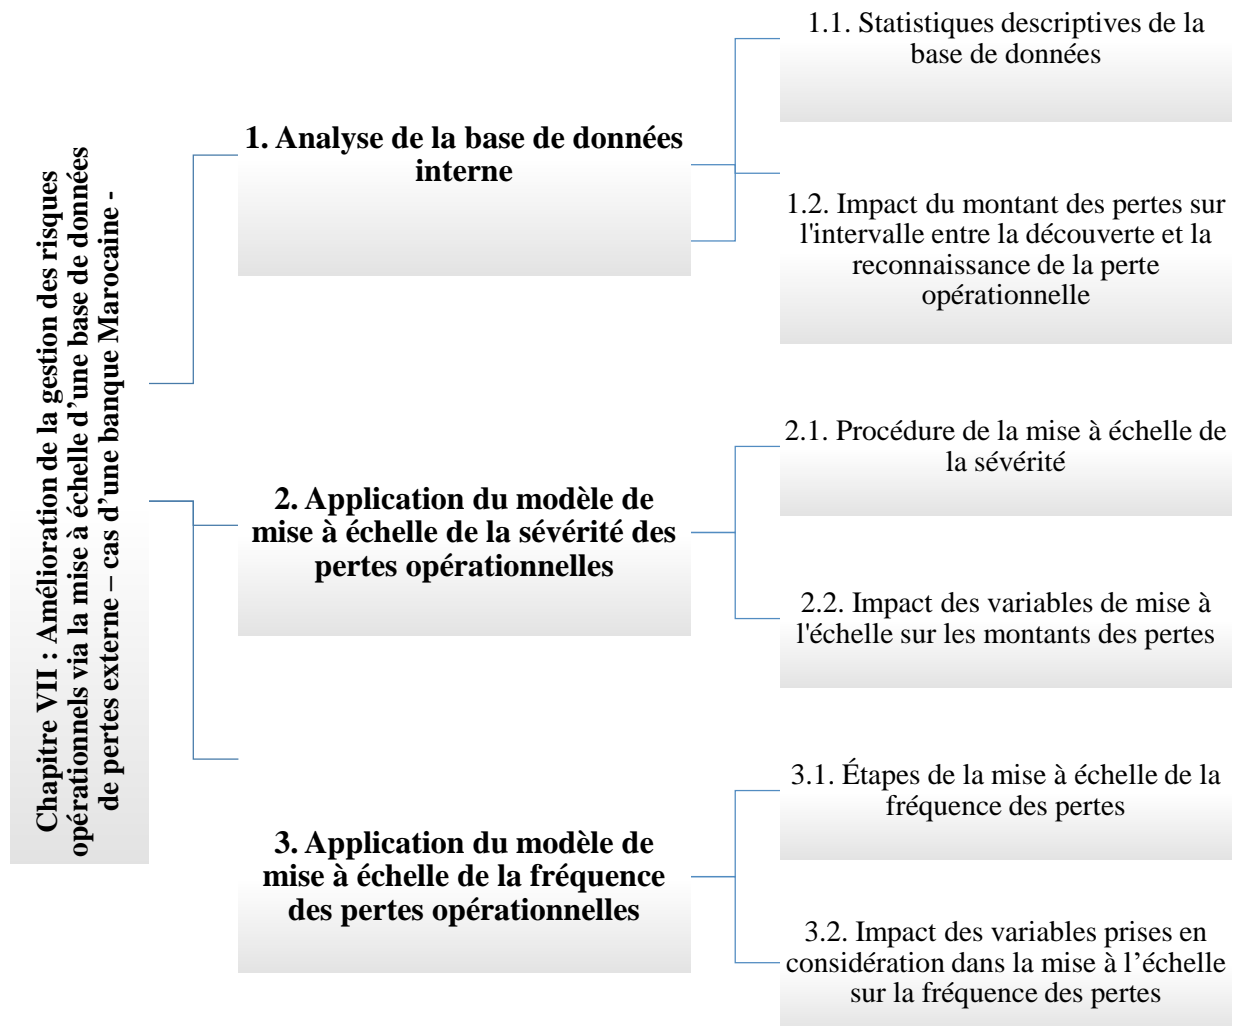 Chapitre VII : Amélioration de la gestion des risques
opérationnels via la mise à échelle d’une base de données
de pertes externe – cas d’une banque Marocaine -
1. Analyse de la base de données
interne
1.1. Statistiques descriptives de la
base de données
1.2. Impact du montant des pertes sur
l'intervalle entre la découverte et la
reconnaissance de la perte
opérationnelle
2. Application du modèle de
mise à échelle de la sévérité des
pertes opérationnelles
2.1. Procédure de la mise à échelle de
la sévérité
2.2. Impact des variables de mise à
l'échelle sur les montants des pertes
3. Application du modèle de
mise à échelle de la fréquence
des pertes opérationnelles
3.1. Étapes de la mise à échelle de la
fréquence des pertes
3.2. Impact des variables prises en
considération dans la mise à l’échelle
sur la fréquence des pertes